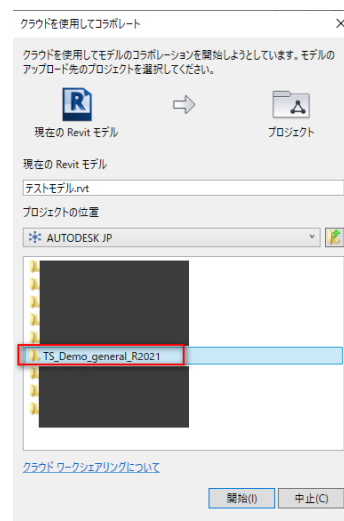 クラウドを使用してコラボレート
クラウドを使用してモデルのコラボレーションを開始しようとしています。モデルの
アップロード先のプロジェクトを選択してください。
現在の Revit モデル
プロジェクト
現在の Revit モデル
テストモデル.rvt
プロジェクトの位置
AUTODESK JP
TS_Demo_general_R2021
クラウド ワークシェアリングについて
開始(I) 中止(C)